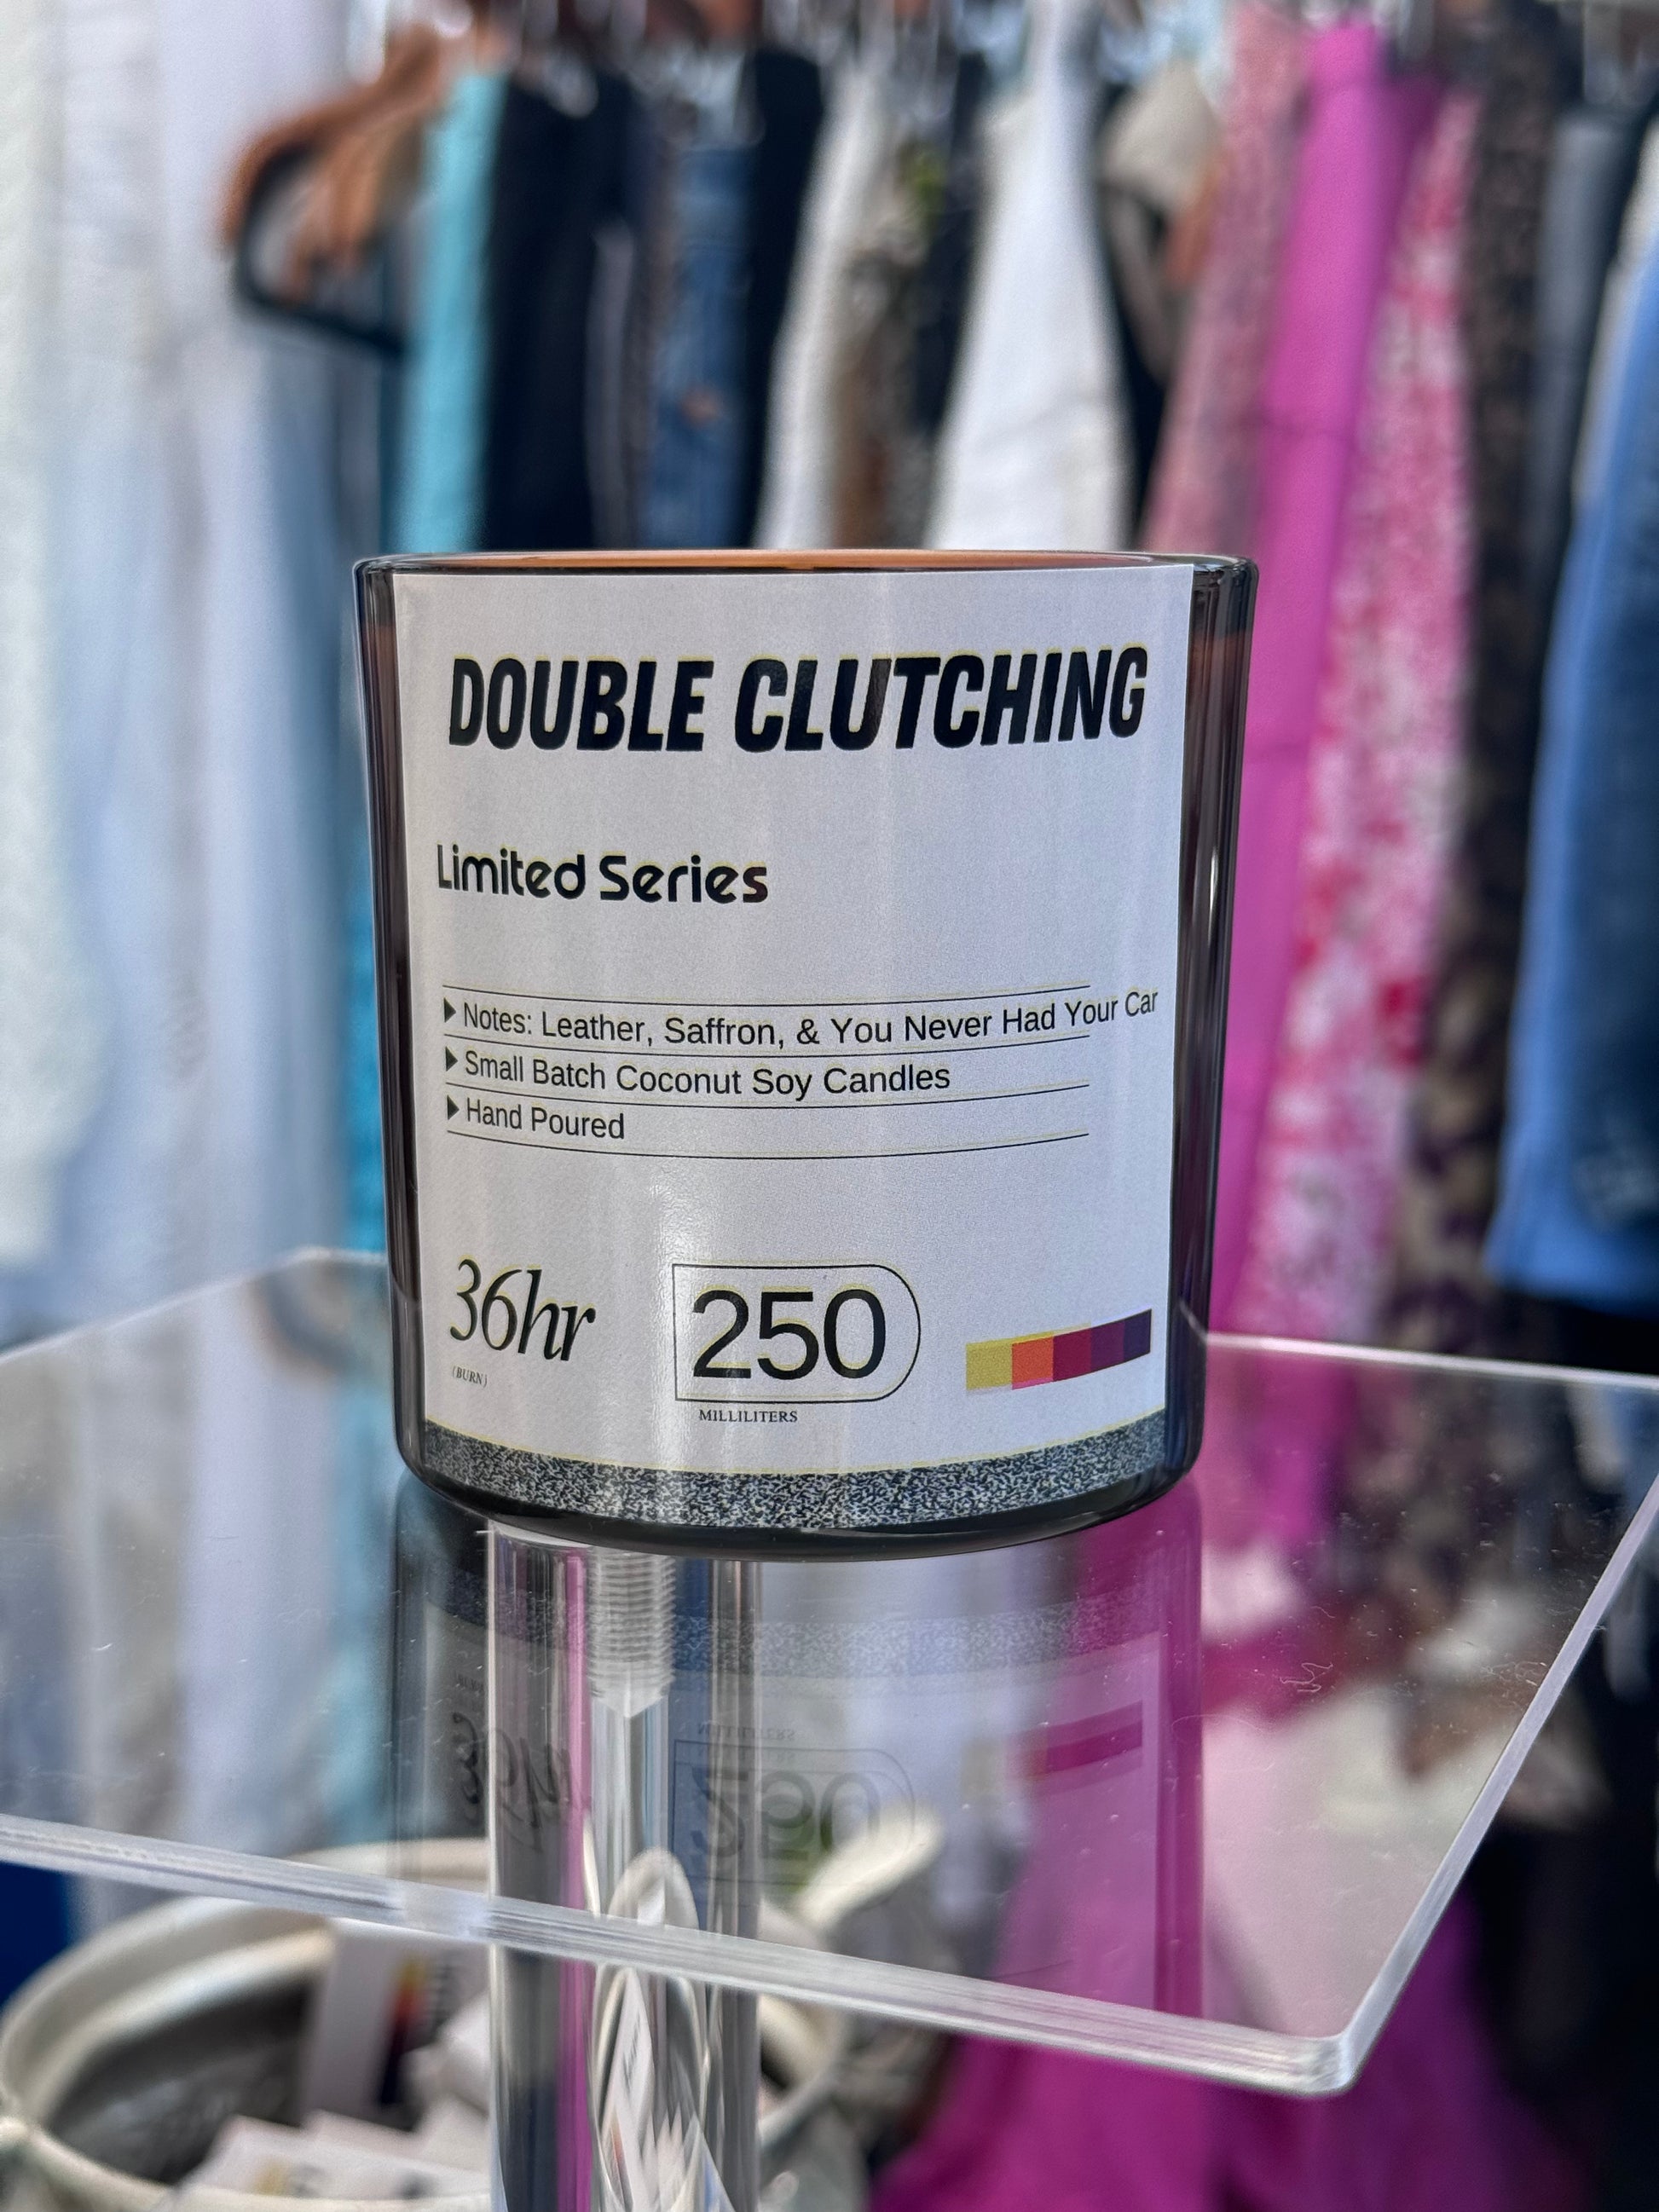 DOUBLE CLUTCHING
Limited Series
Notes: Leather, Saffron, & You Never Had Your Car
Small Batch Coconut Soy Candles
Hand Poured
36hr
(BURN)
250
MILLILITERS